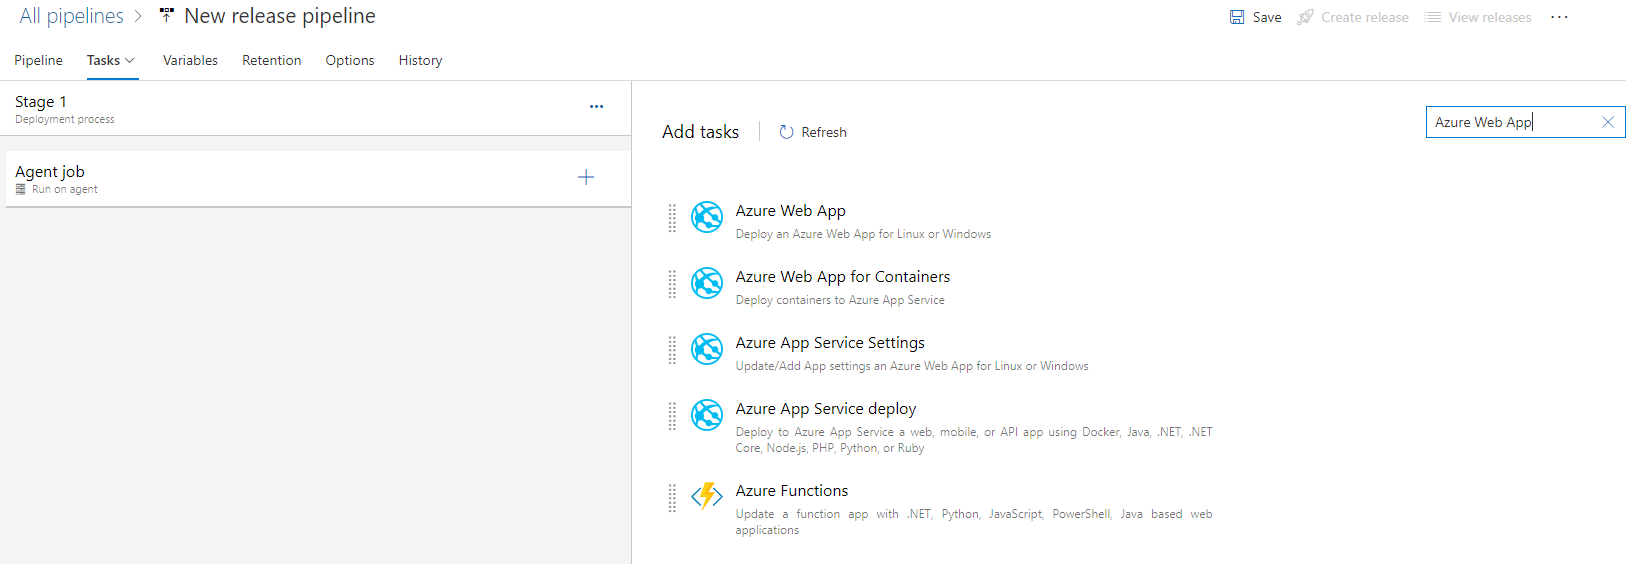 All pipelines > New release pipeline
Save Create release View releases ...
Pipeline Tasks Variables Retention Options History
Stage 1
Deployment process
Agent job
Run on agent
Add tasks Refresh
Azure Web App
Azure Web App
Deploy an Azure Web App for Linux or Windows
Azure Web App for Containers
Deploy containers to Azure App Service
Azure App Service Settings
Update/Add App settings an Azure Web App for Linux or Windows
Azure App Service deploy
Deploy to Azure App Service a web, mobile, or API app using Docker, Java, .NET, .NET
Core, Node.js, PHP, Python, or Ruby
Azure Functions
Update a function app with .NET, Python, JavaScript, PowerShell, Java based web
applications